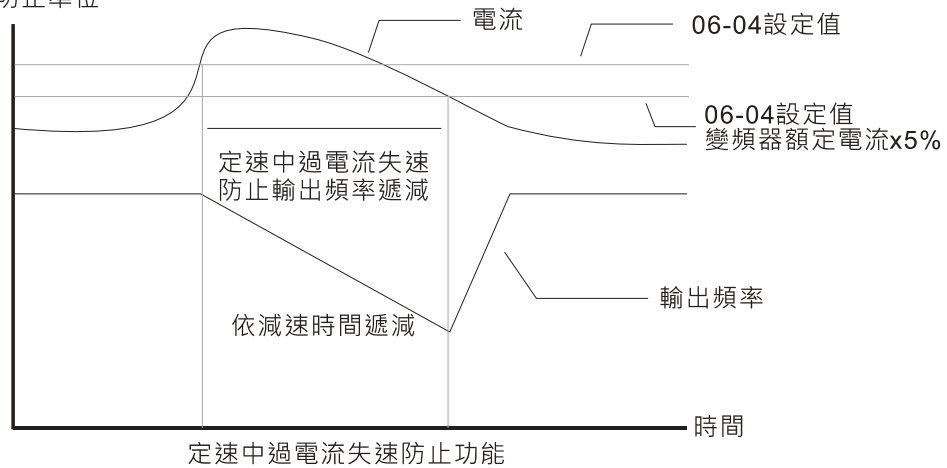 防止準位
電流
06-04設定值
06-04設定值
變頻器額定電流x5%
定速中過電流失速
防止輸出頻率遞減
輸出頻率
依減速時間遞減
時間
定速中過電流失速防止功能